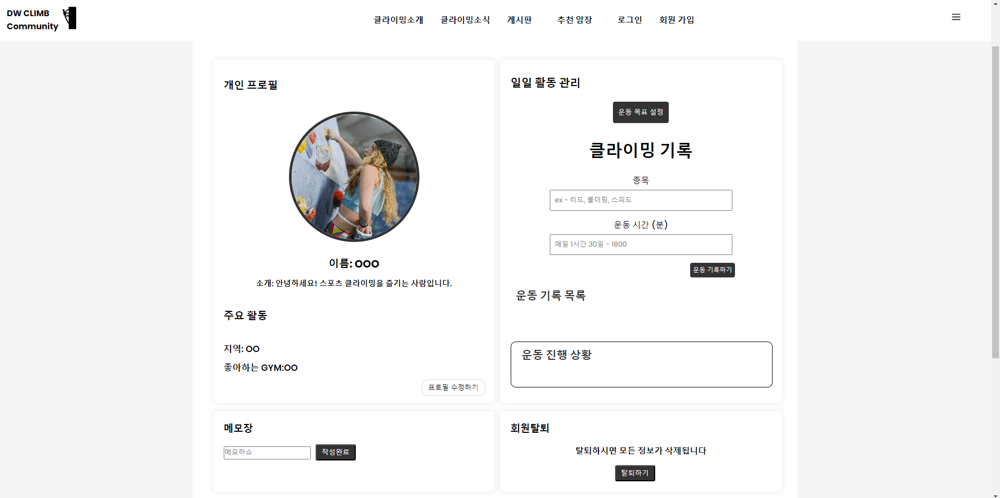 DW CLIMB
Community
클라이밍소개 클라이밍소식 게시판 추천 암장 로그인 회원 가입
개인 프로필
이름: OOO
소개: 안녕하세요! 스포츠 클라이밍을 즐기는 사람입니다.
주요 활동
지역: OO
좋아하는 GYM:OO
프로필 수정하기
일일 활동 관리
운동 목표 설정
클라이밍 기록
종목
ex - 리드, 볼더링, 스피드
운동 시간 (분)
매일 1시간 30일 - 1800
운동 기록하기
운동 기록 목록
운동 진행 상황
메모장
메모하쇼
작성완료
회원탈퇴
탈퇴하시면 모든 정보가 삭제됩니다
탈퇴하기